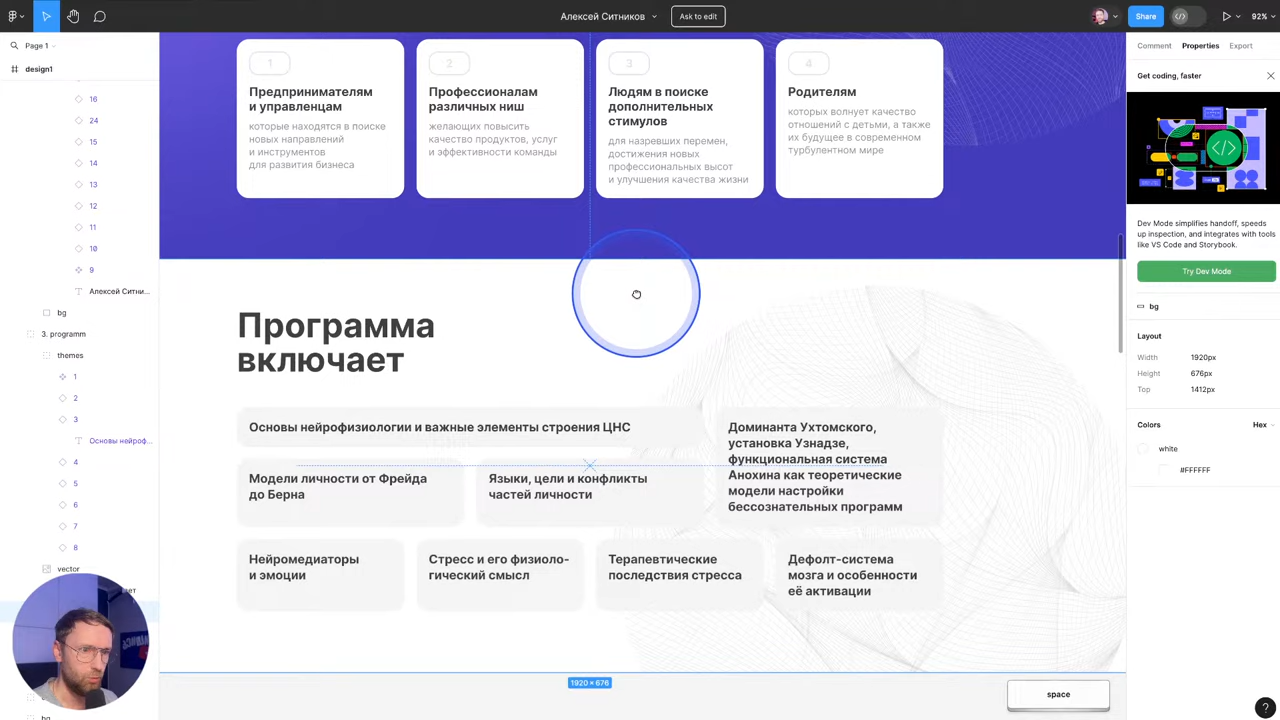 Алексей Ситников
Ask to edit
Share
92%
Page 1
design1
16
24
15
14
13
12
11
10
9
Алексей Ситни...
bg
3. programm
themes
1
2
3
Основы нейроф...
4
5
6
7
8
vector
bg
1
Предпринимателям
и управленцам
которые находятся в поиске
новых направлений
и инструментов
для развития бизнеса
2
Профессионалам
различных ниш
желающих повысить
качество продуктов, услуг
и эффективности команды
3
Людям в поиске
дополнительных
стимулов
для назревших перемен,
достижения новых
профессиональных высот
и улучшения качества жизни
4
Родителям
которых волнует качество
отношений с детьми, а также
их будущее в современном
турбулентном мире
Программа
включает
Основы нейрофизиологии и важные элементы строения ЦНС
Доминанта Ухтомского,
установка Узнадзе,
функциональная система
Анохина как теоретические
модели настройки
бессознательных программ
Модели личности от Фрейда
до Берна
Языки, цели и конфликты
частей личности
Нейромедиаторы
и эмоции
Стресс и его физиоло-
гический смысл
Терапевтические
последствия стресса
Дефолт-система
мозга и особенности
её активации
1920 × 676
space
Comment
Properties
Export
Get coding, faster
Dev Mode simplifies handoff, speeds
up inspection, and integrates with tools
like VS Code and Storybook.
Try Dev Mode
bg
Layout
Width
1920px
Height
676px
Top
1412px
Colors
Hex
white
#FFFFFF
?